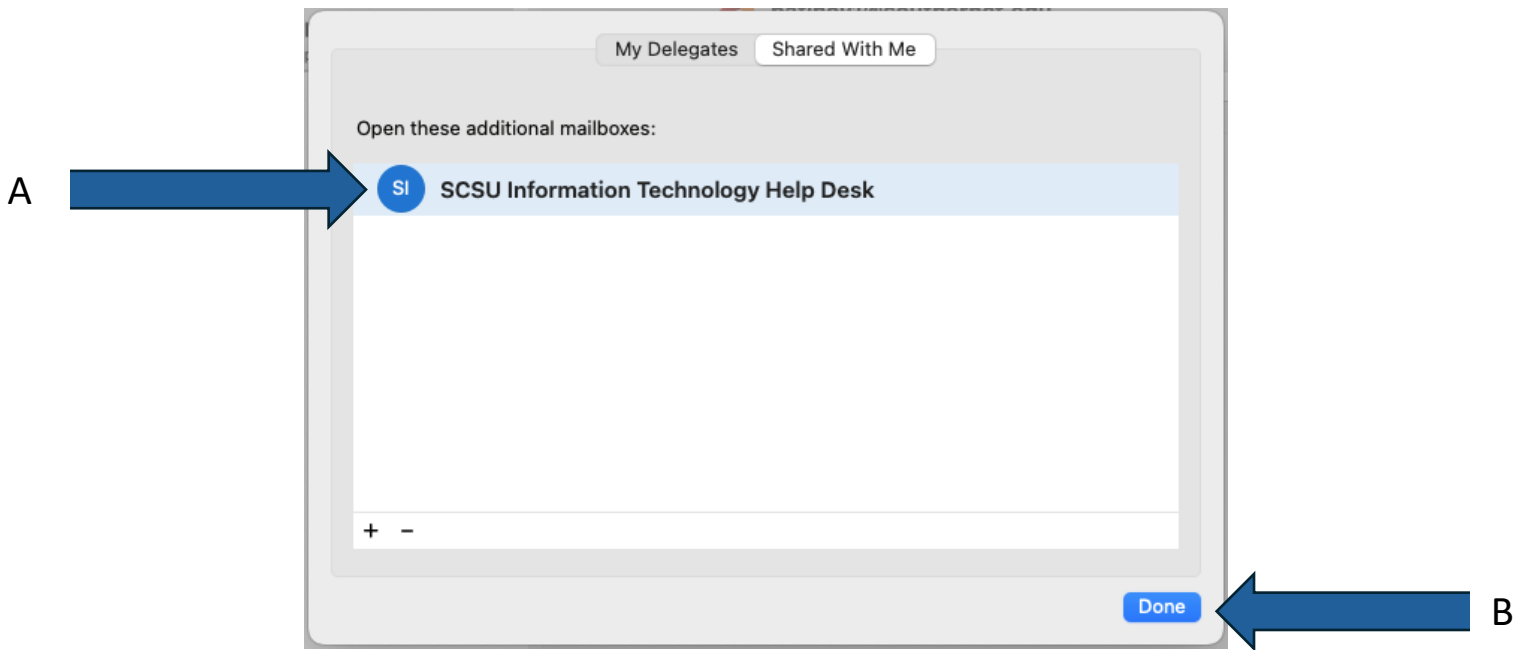 My Delegates Shared With Me
Open these additional mailboxes:
A
SI SCSU Information Technology Help Desk
+ -
Done
B